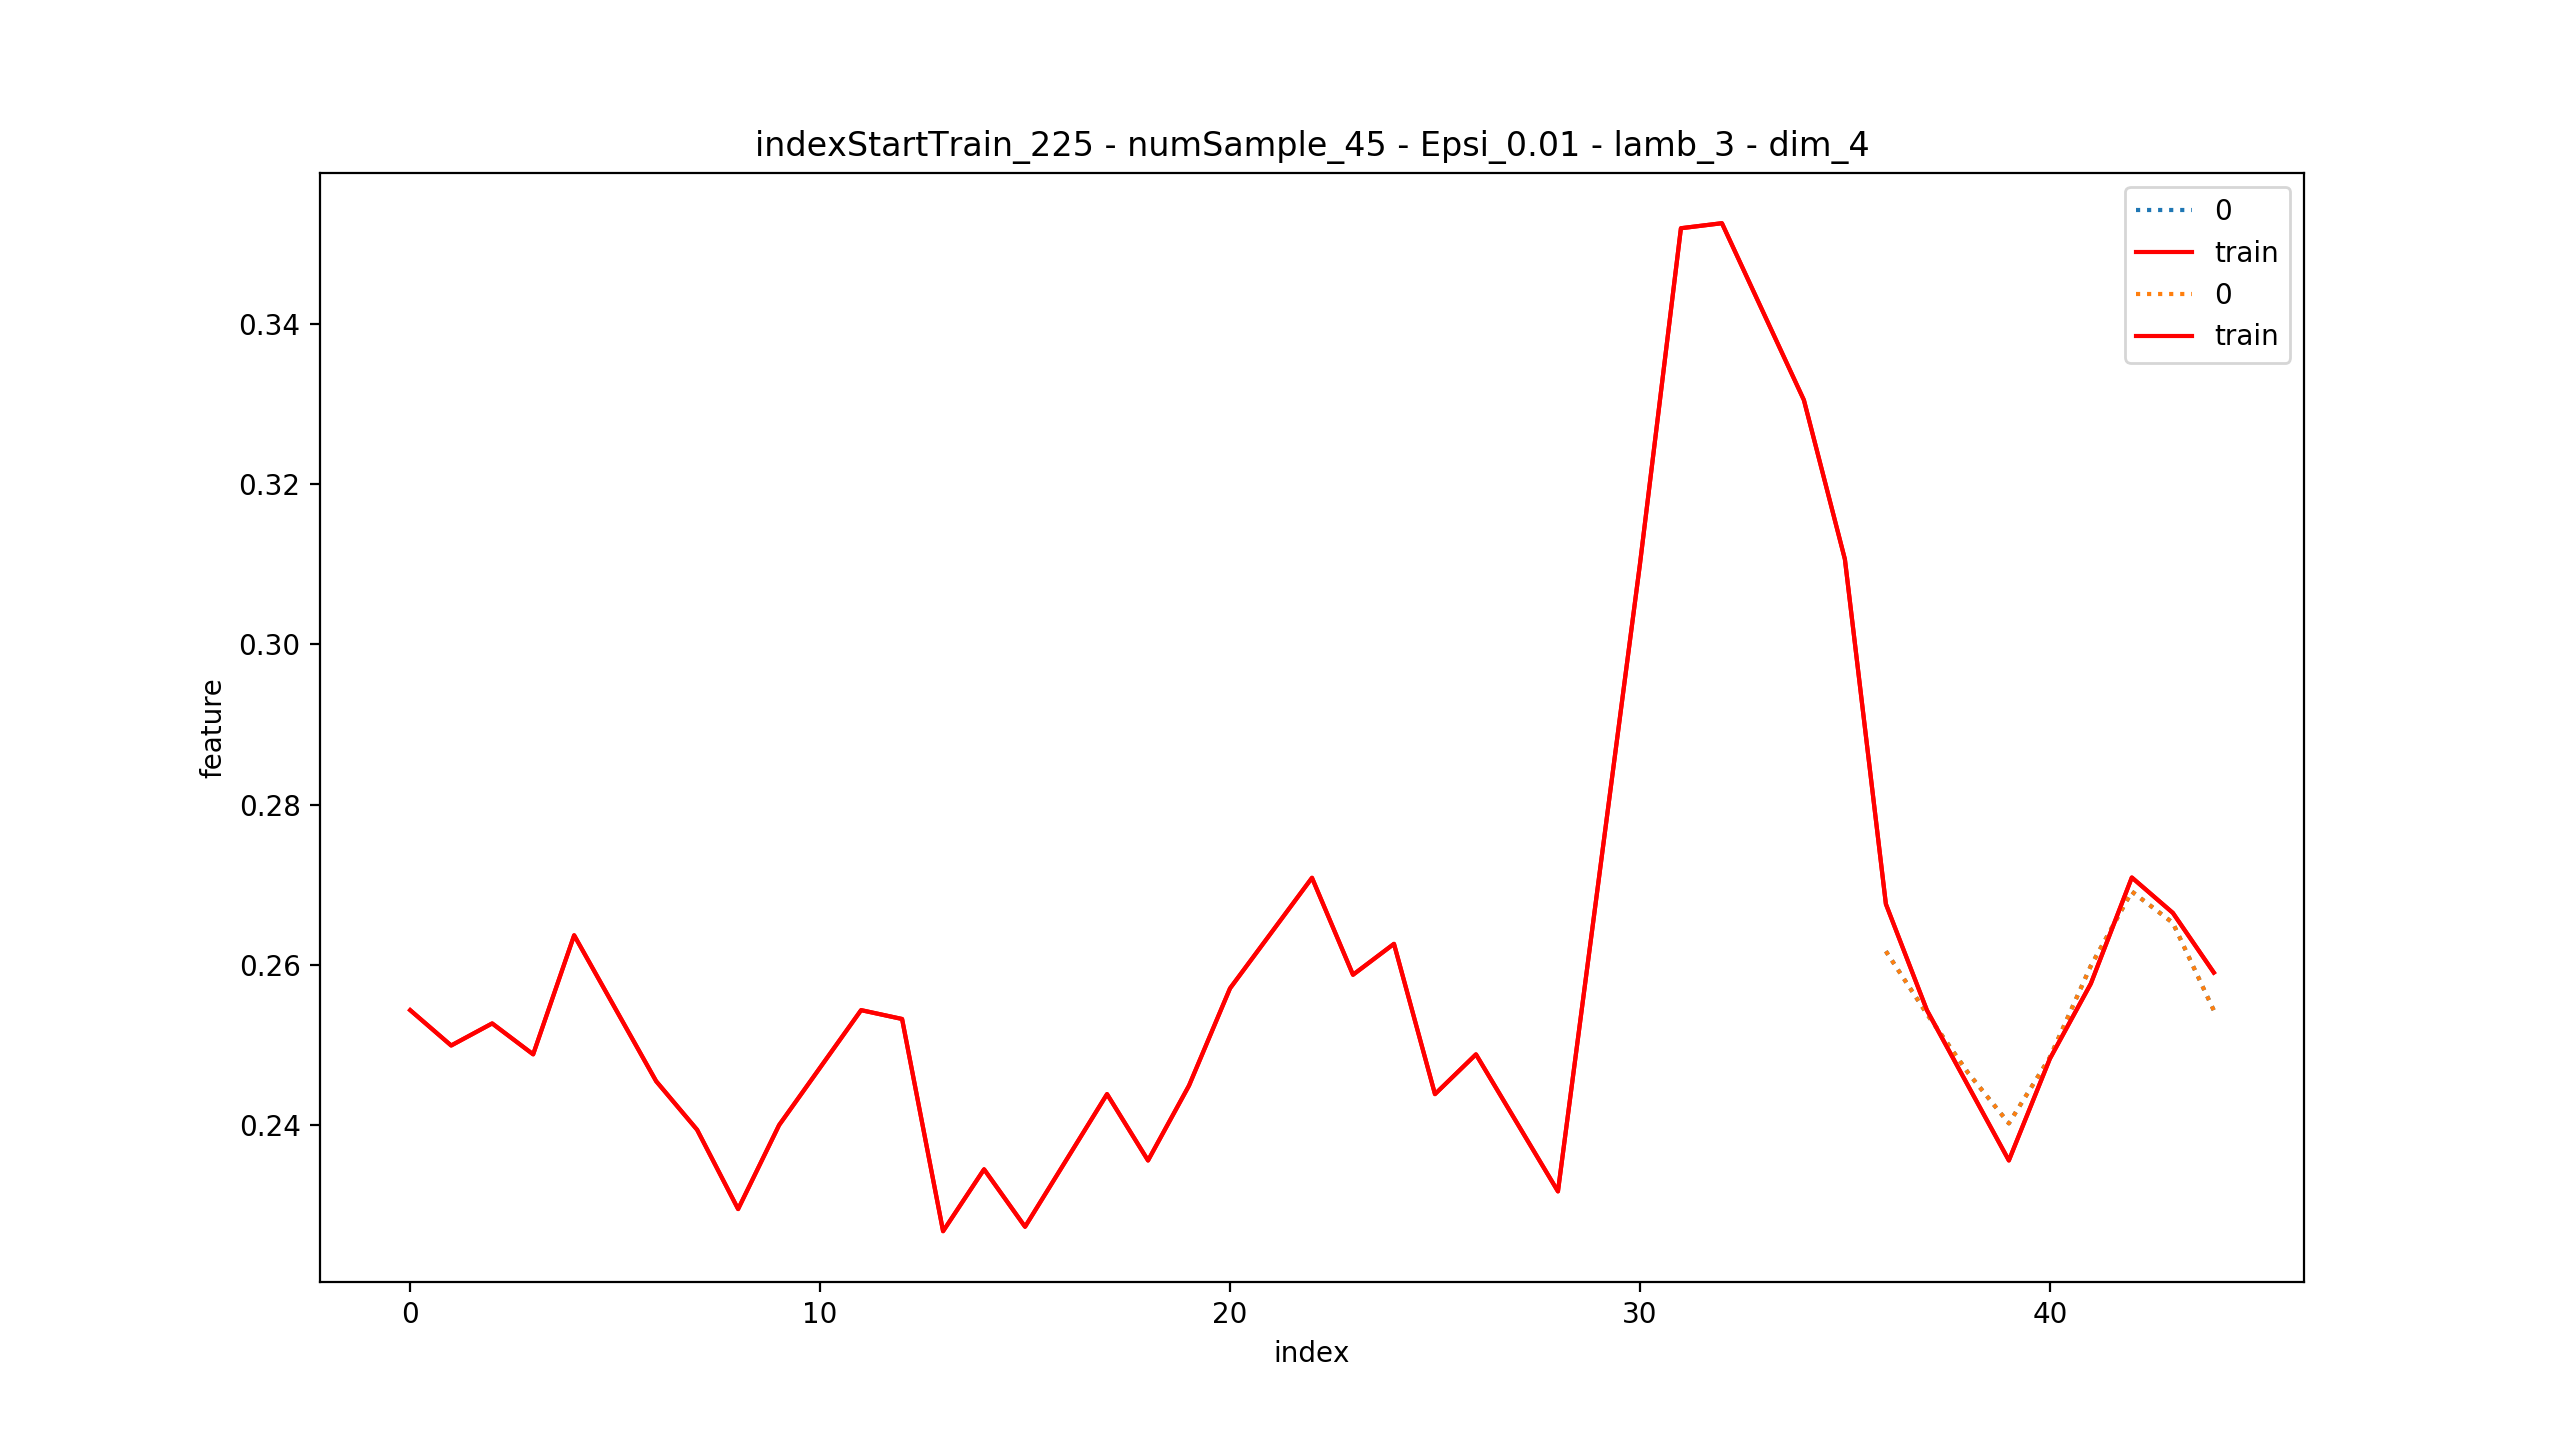 indexStartTrain_225 - numSample_45 - Epsi_0.01 - lamb_3 - dim_4
0
train
0
train
0.34
0.32
0.30
0.28
0.26
0.24
feature
0 10 20 30 40
index